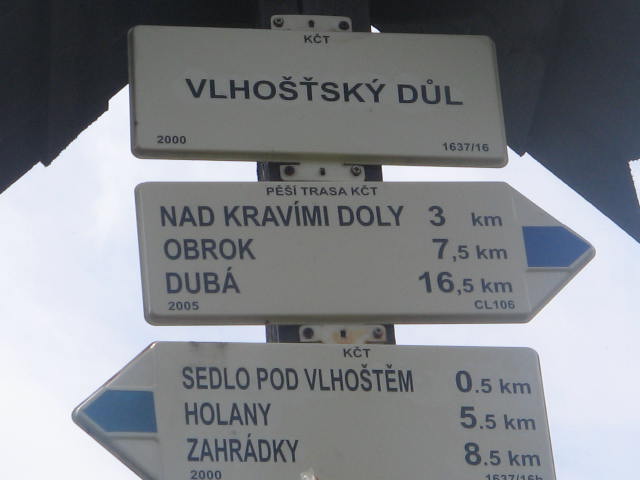 KČT
VLHOŠŤSKÝ DŮL
2000 1637/16
PĚŠÍ TRASA KČT
NAD KRAVÍMI DOLY 3 km
OBROK 7,5 km
DUBÁ 16,5 km
2005 CL106
KČT
SEDLO POD VLHOŠTĚM 0.5 km
HOLANY 5.5 km
ZAHRÁDKY 8.5 km
2000 1637/16b